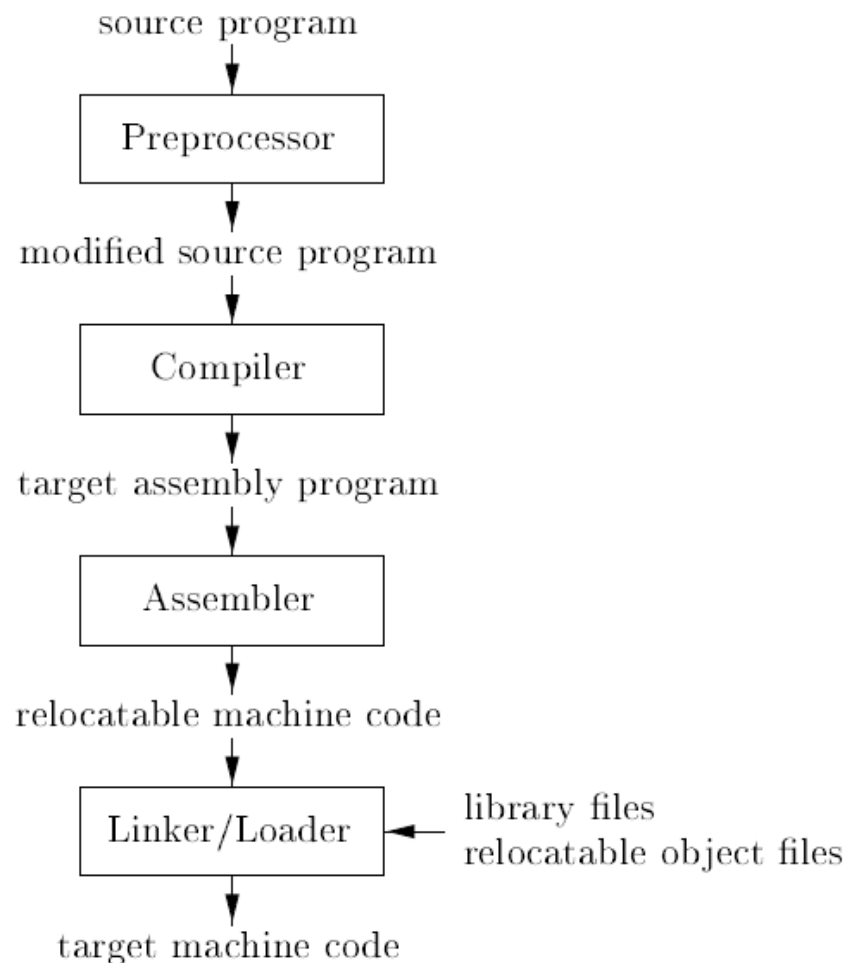 source program
Preprocessor
modified source program
Compiler
target assembly program
Assembler
relocatable machine code
Linker/Loader
library files
relocatable object files
target machine code